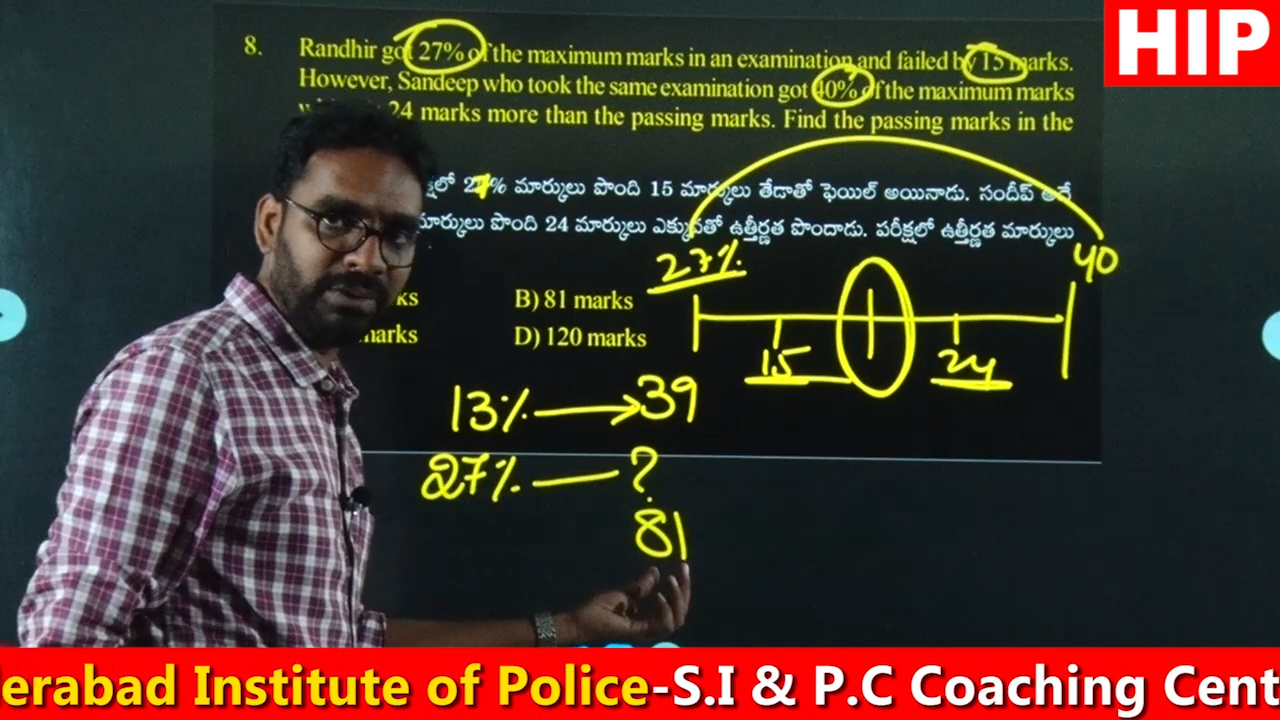 HIP
8. Randhir got 27% of the maximum marks in an examination and failed by 15 marks.
However, Sandeep who took the same examination got 40% of the maximum marks
24 marks more than the passing marks. Find the passing marks in the
27% మార్కులు పొంది 15 మార్కులు తేడాతో ఫెయిల్ అయినాడు. సందీప్ అనే
మార్కులు పొంది 24 మార్కులు ఎక్కువతో ఉత్తీర్ణత పొందాడు. పరీక్షలో ఉత్తీర్ణత మార్కులు
27% 40
B) 81 marks
marks D) 120 marks
15 24
13% → 39
27% — ?
81
erabad Institute of Police-S.I & P.C Coaching Cent